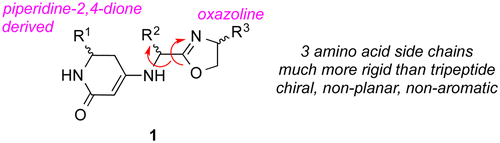 piperidine-2,4-dione
derived
oxazoline
R1
R2
R3
N
HN
NH
O
O
3 amino acid side chains
much more rigid than tripeptide
chiral, non-planar, non-aromatic
1